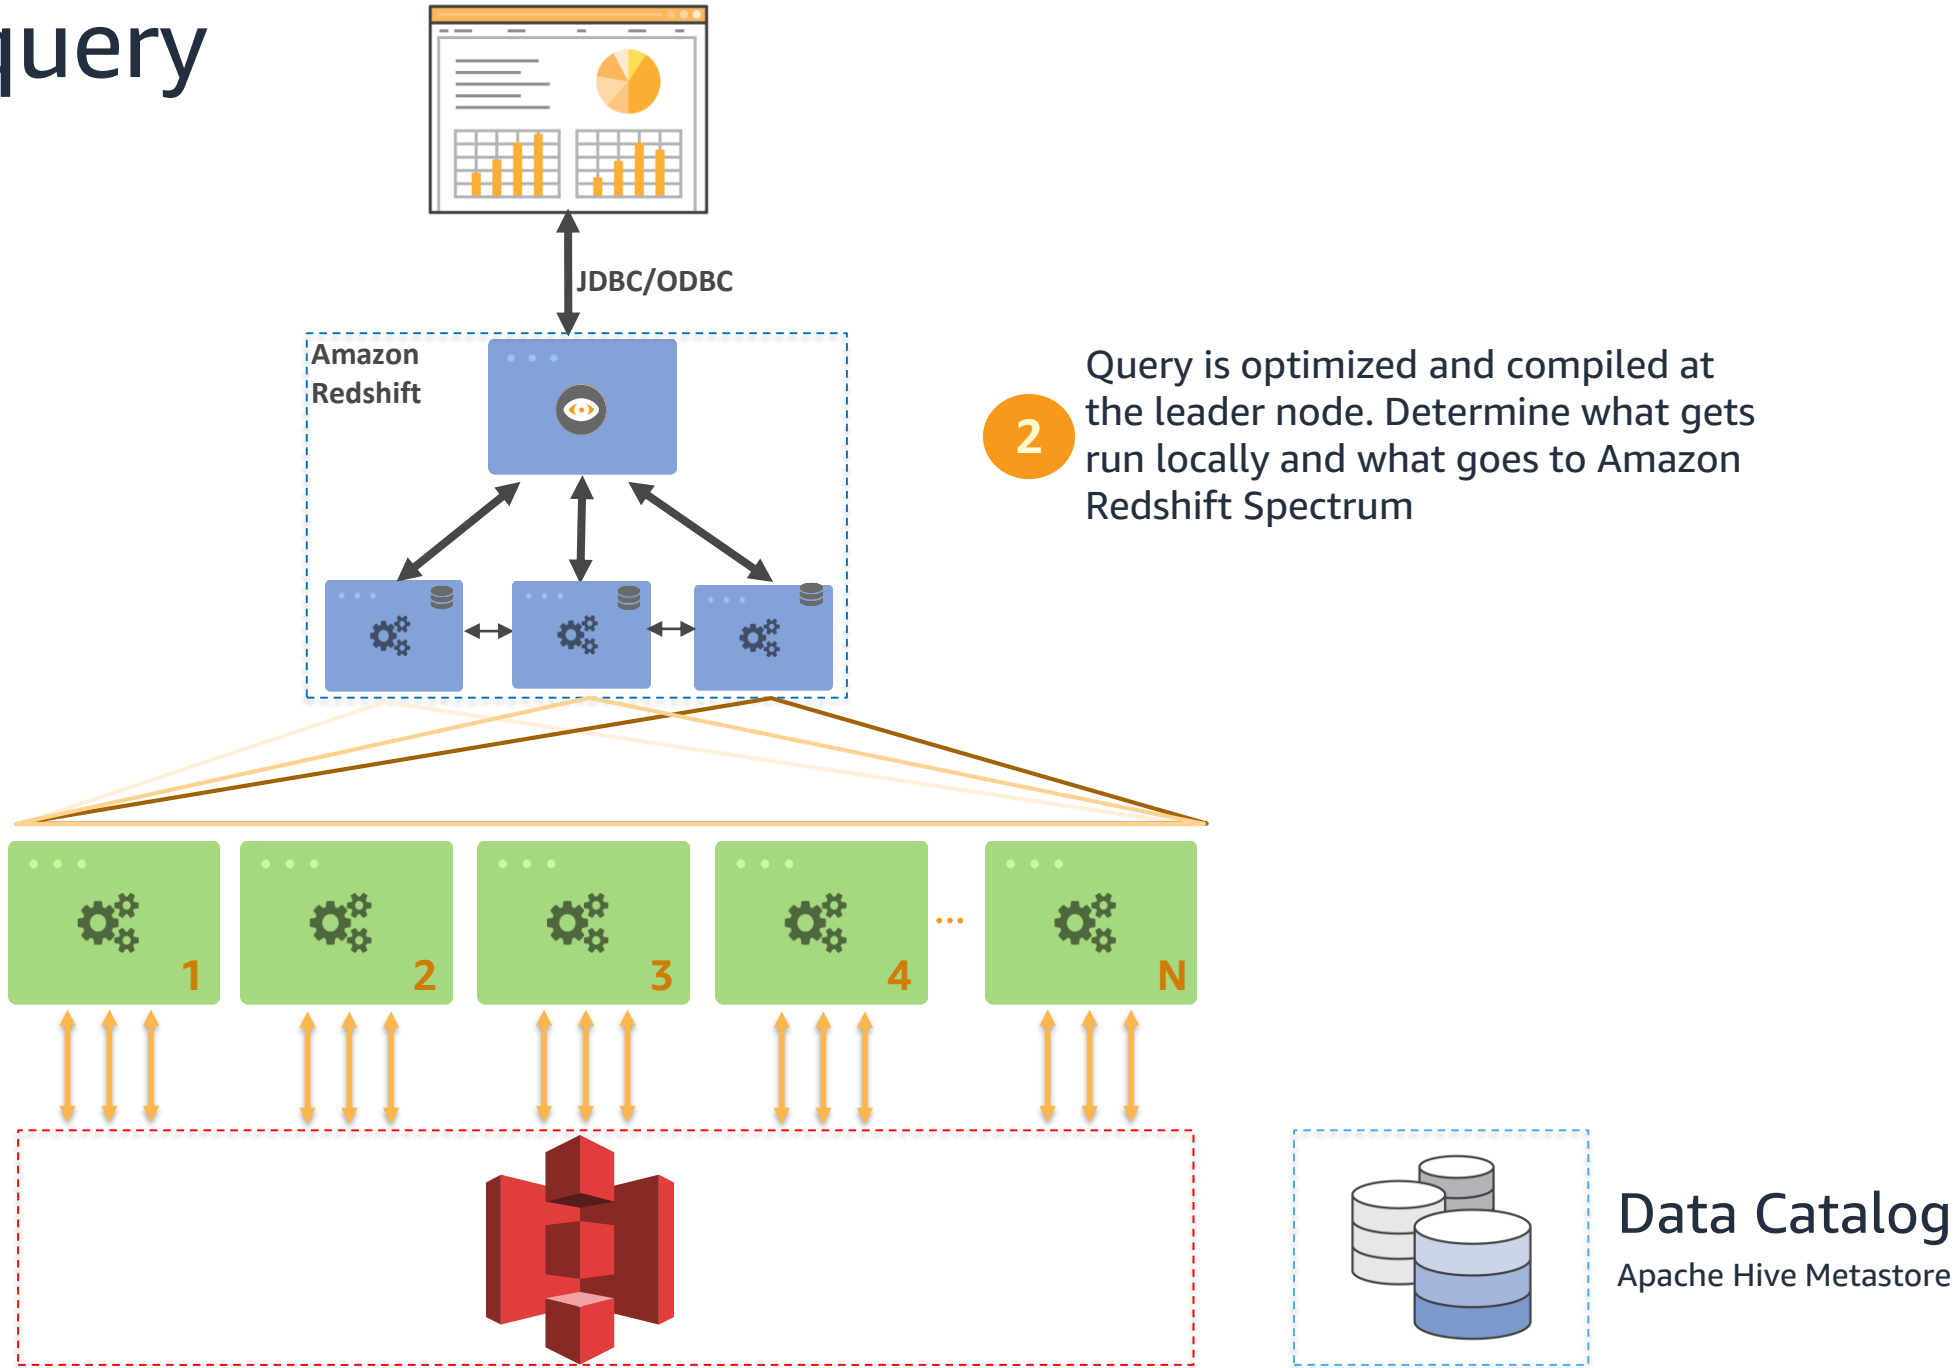 query
JDBC/ODBC
Amazon
Redshift
2
Query is optimized and compiled at
the leader node. Determine what gets
run locally and what goes to Amazon
Redshift Spectrum
1
2
3
4
...
N
Data Catalog
Apache Hive Metastore